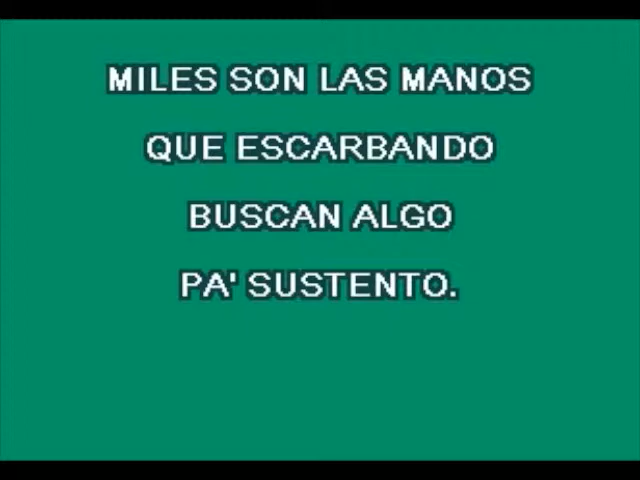 MILES SON LAS MANOS
QUE ESCARBANDO
BUSCAN ALGO
PA' SUSTENTO.